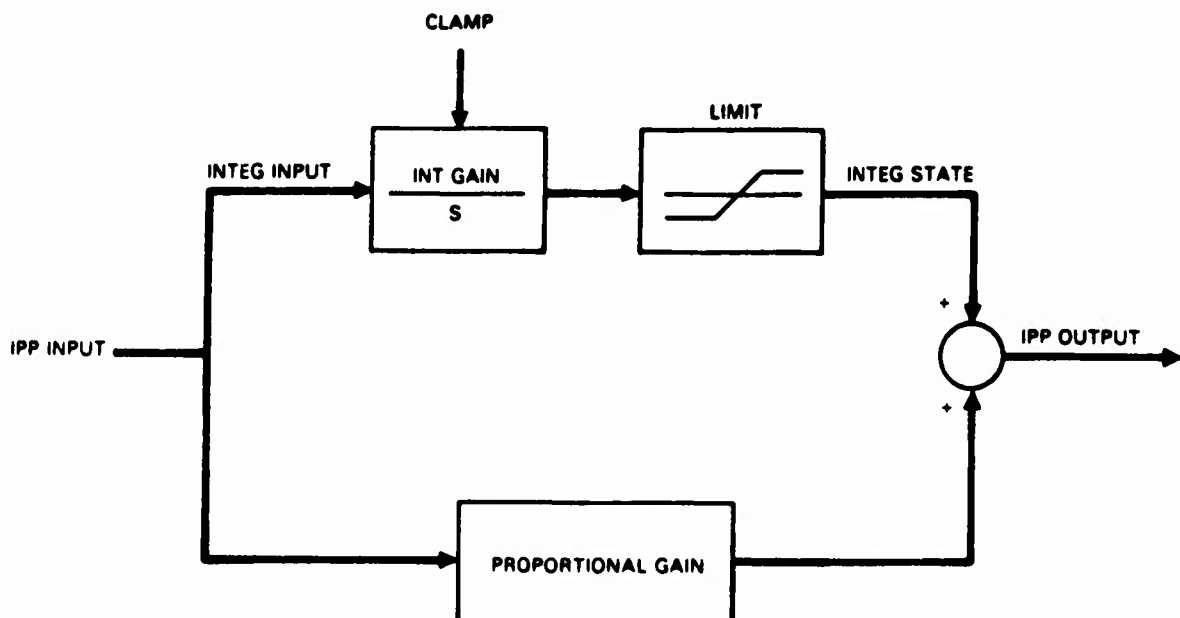 CLAMP
LIMIT
INTEG INPUT
INT GAIN
S
INTEG STATE
+
IPP INPUT
IPP OUTPUT
+
PROPORTIONAL GAIN